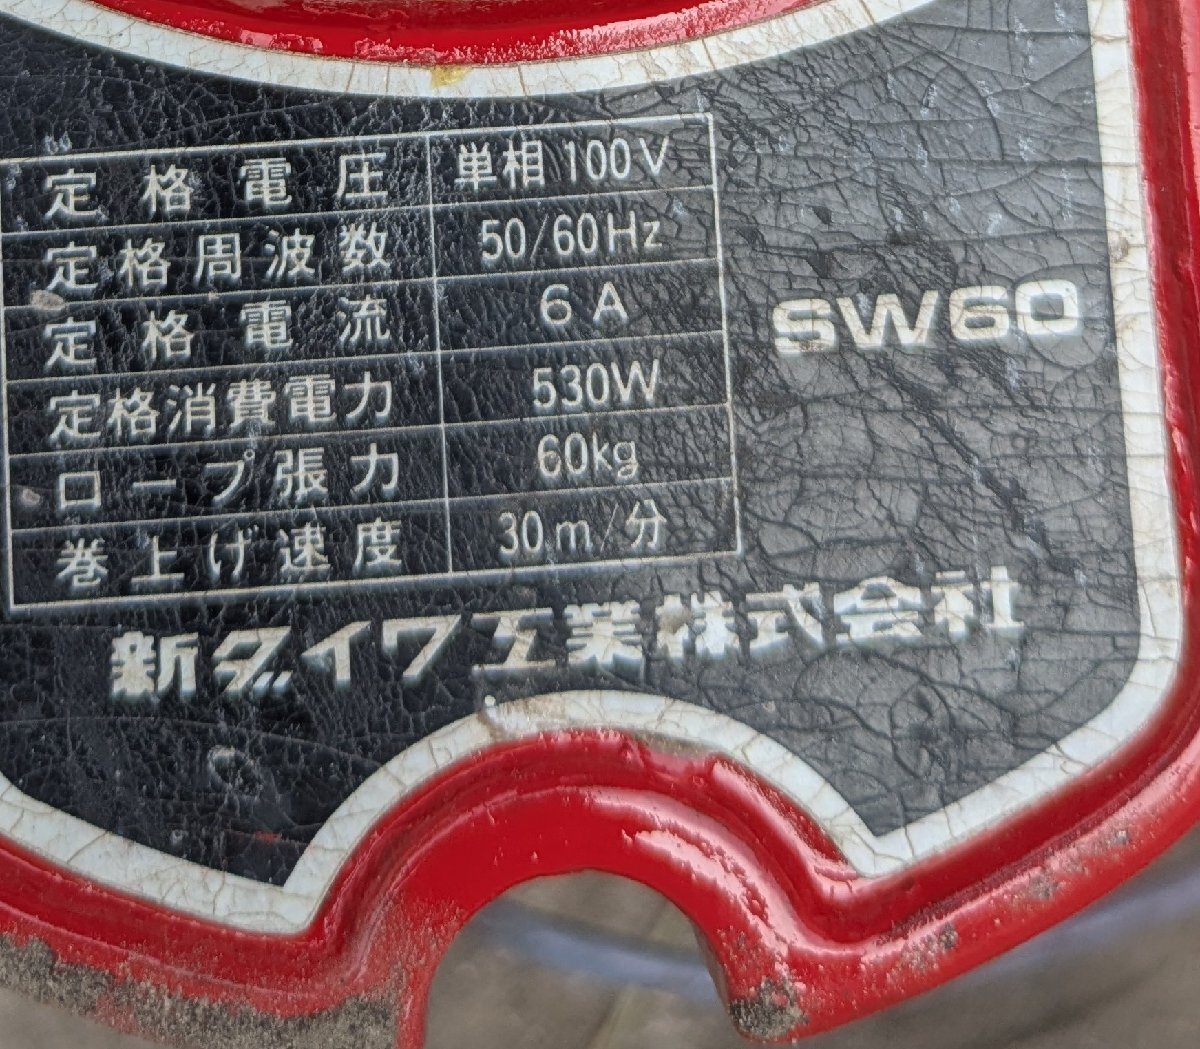 定格電圧 単相100V
定格周波数 50/60Hz
定格電流 6A
定格消費電力 530W
ロープ張力 60kg
巻上げ速度 30m/分
SW60
新ダイワ工業株式会社